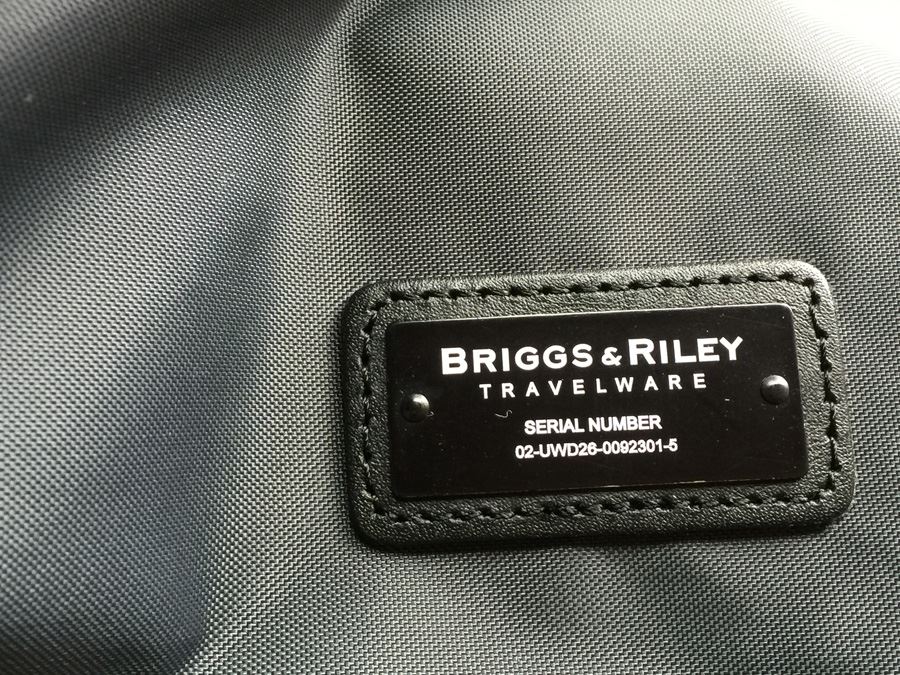 BRIGGS & RILEY
TRAVELWARE
SERIAL NUMBER
02-UWD26-0092301-5